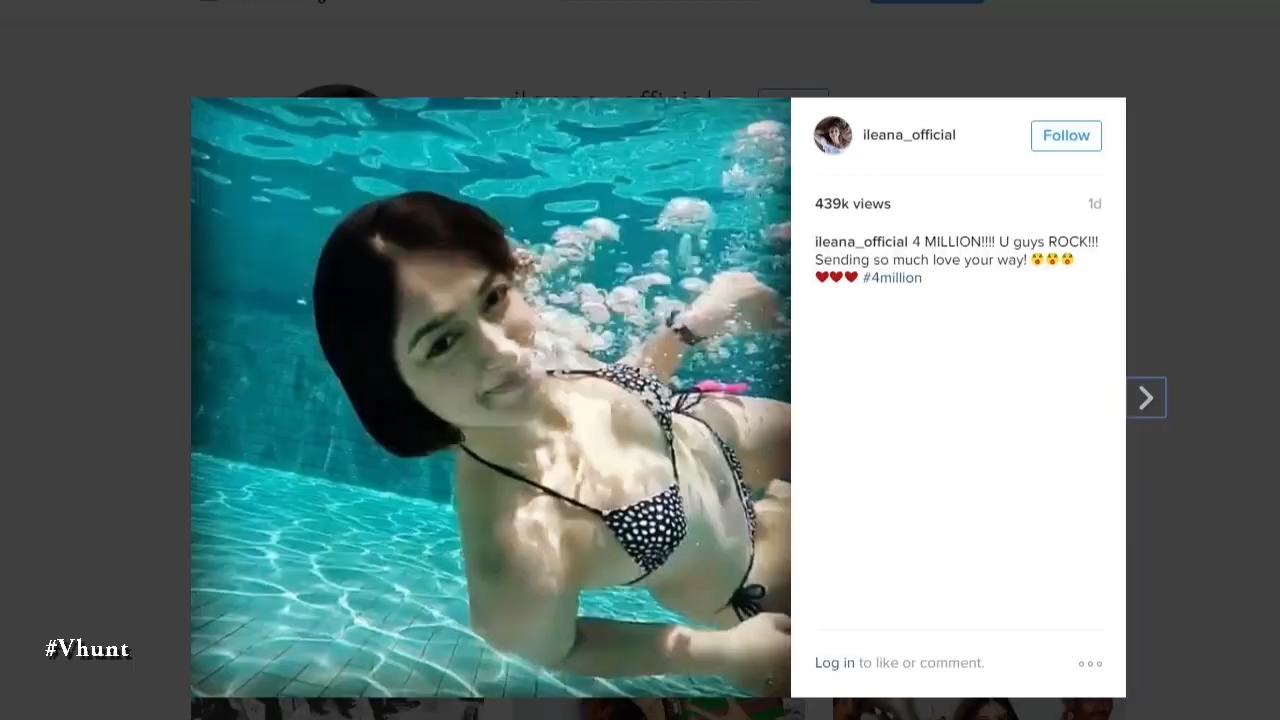 ileana_official
Follow
439k views
1d
ileana_official 4 MILLION!!!! U guys ROCK!!!
Sending so much love your way! 😲😲😲
❤❤❤ #4million
#Vhunt
Log in to like or comment.